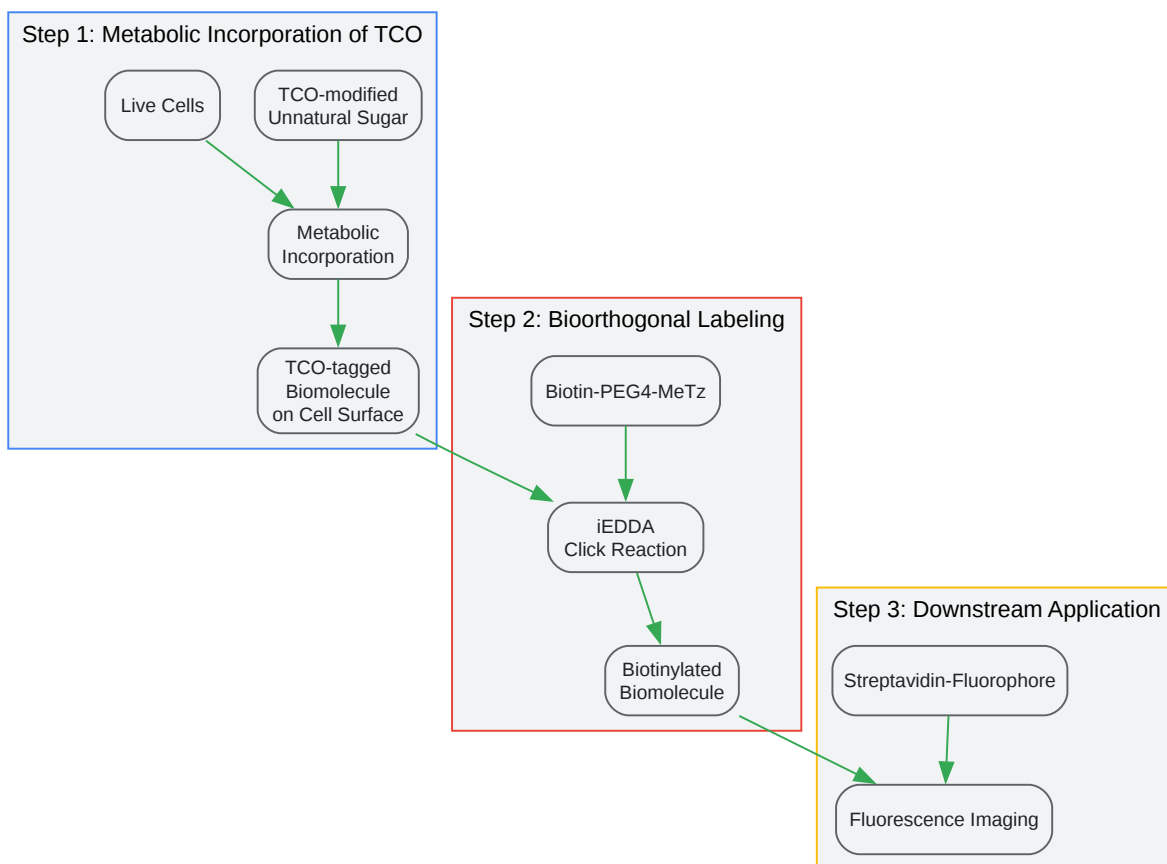 Step 1: Metabolic Incorporation of TCO
Live Cells
TCO-modified
Unnatural Sugar
Metabolic
Incorporation
TCO-tagged
Biomolecule
on Cell Surface
Step 2: Bioorthogonal Labeling
Biotin-PEG4-MeTz
iEDDA
Click Reaction
Biotinylated
Biomolecule
Step 3: Downstream Application
Streptavidin-Fluorophore
Fluorescence Imaging